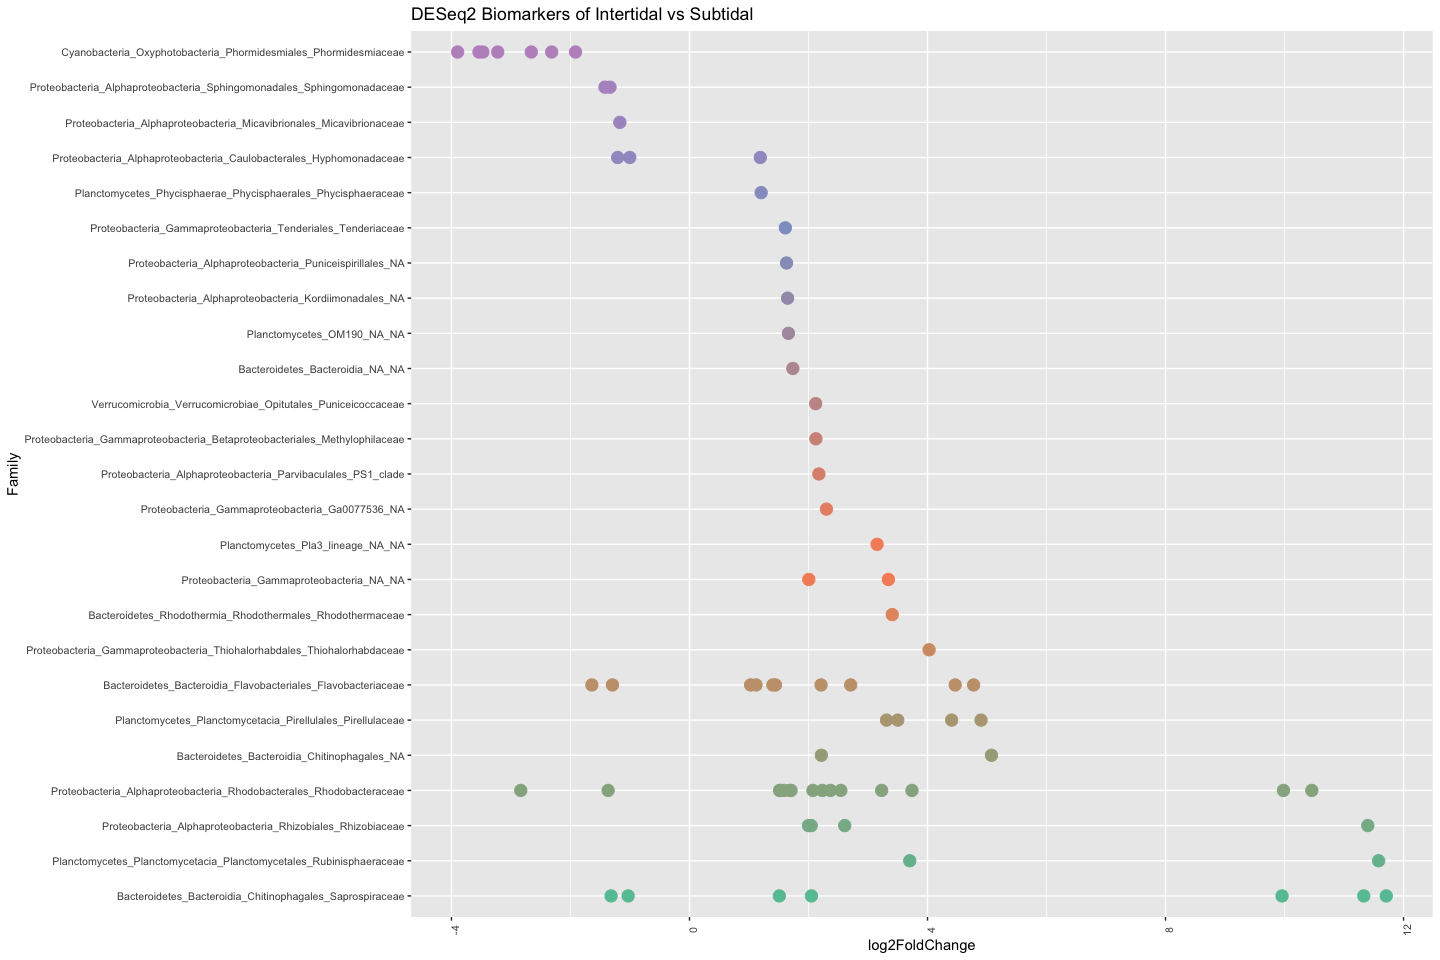 DESeq2 Biomarkers of Intertidal vs Subtidal
Cyanobacteria_Oxyphotobacteria_Phormidesmiales_Phormidesmiaceae
Proteobacteria_Alphaproteobacteria_Sphingomonadales_Sphingomonadaceae
Proteobacteria_Alphaproteobacteria_Micavibrionales_Micavibrionaceae
Proteobacteria_Alphaproteobacteria_Caulobacterales_Hyphomonadaceae
Planctomycetes_Phycisphaerae_Phycisphaerales_Phycisphaeraceae
Proteobacteria_Gammaproteobacteria_Tenderiales_Tenderiaceae
Proteobacteria_Alphaproteobacteria_Puniceispirillales_NA
Proteobacteria_Alphaproteobacteria_Kordiimonadales_NA
Planctomycetes_OM190_NA_NA
Bacteroidetes_Bacteroidia_NA_NA
Verrucomicrobia_Verrucomicrobiae_Opitutales_Puniceicoccaceae
Proteobacteria_Gammaproteobacteria_Betaproteobacteriales_Methylophilaceae
Proteobacteria_Alphaproteobacteria_Parvibaculales_PS1_clade
Proteobacteria_Gammaproteobacteria_Ga0077536_NA
Planctomycetes_Pla3_lineage_NA_NA
Proteobacteria_Gammaproteobacteria_NA_NA
Bacteroidetes_Rhodothermia_Rhodothermales_Rhodothermaceae
Proteobacteria_Gammaproteobacteria_Thiohalorhabdales_Thiohalorhabdaceae
Bacteroidetes_Bacteroidia_Flavobacteriales_Flavobacteriaceae
Planctomycetes_Planctomycetacia_Pirellulales_Pirellulaceae
Bacteroidetes_Bacteroidia_Chitinophagales_NA
Proteobacteria_Alphaproteobacteria_Rhodobacterales_Rhodobacteraceae
Proteobacteria_Alphaproteobacteria_Rhizobiales_Rhizobiaceae
Planctomycetes_Planctomycetacia_Planctomycetales_Rubinisphaeraceae
Bacteroidetes_Bacteroidia_Chitinophagales_Saprospiraceae
Family
-4 0 4 8 12
log2FoldChange